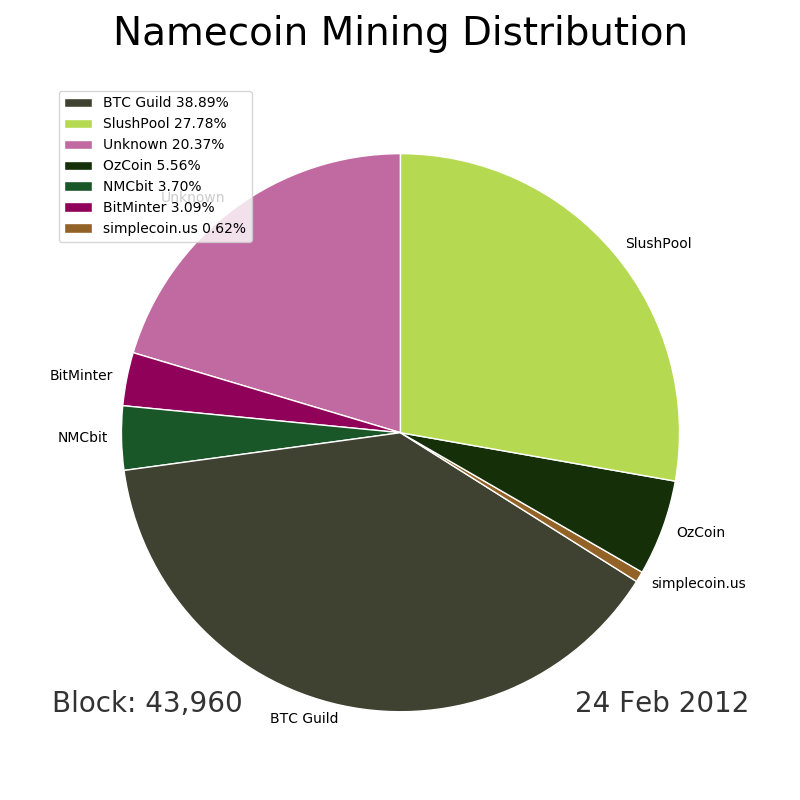 Namecoin Mining Distribution
BTC Guild 38.89%
SlushPool 27.78%
Unknown 20.37%
OzCoin 5.56%
NMCbit 3.70%
BitMinter 3.09%
simplecoin.us 0.62%
Unknown
SlushPool
BitMinter
NMCbit
OzCoin
simplecoin.us
BTC Guild
Block: 43,960
24 Feb 2012